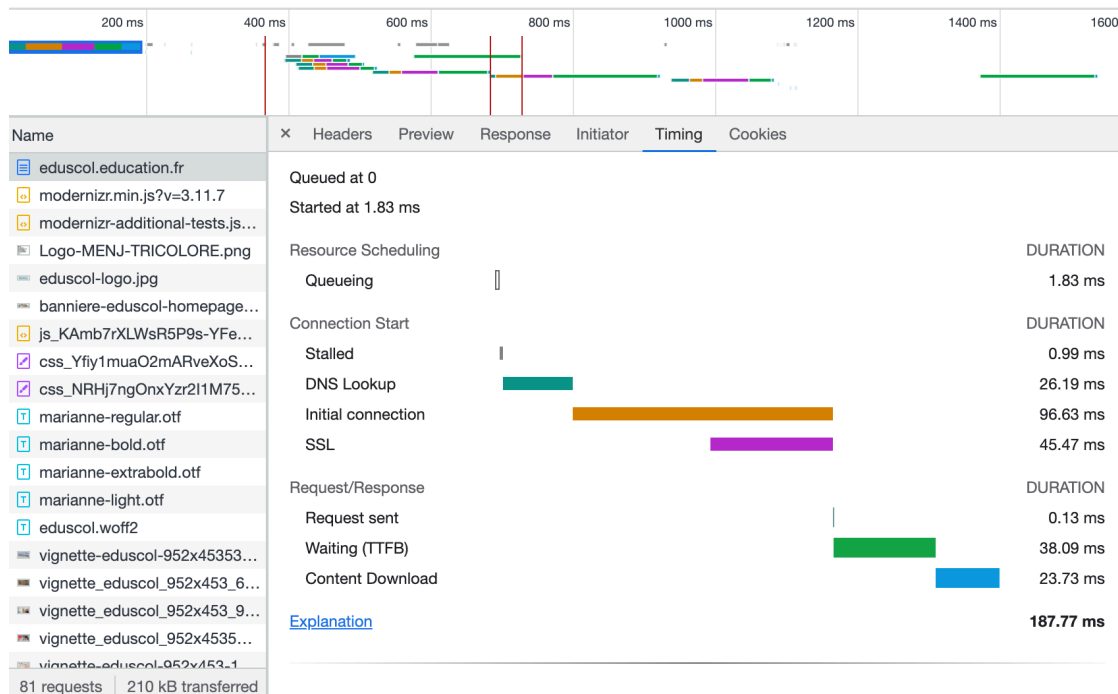 200 ms 400 ms 600 ms 800 ms 1000 ms 1200 ms 1400 ms 1600
Name
eduscol.education.fr
modernizr.min.js?v=3.11.7
modernizr-additional-tests.js…
Logo-MENJ-TRICOLORE.png
eduscol-logo.jpg
banniere-eduscol-homepage…
js_KAmb7rXLWsR5P9s-YFe…
css_Yfiy1muaO2mARveXoS…
css_NRHj7ngOnxYzr2I1M75…
marianne-regular.otf
marianne-bold.otf
marianne-extrabold.otf
marianne-light.otf
eduscol.woff2
vignette-eduscol-952x45353…
vignette_eduscol_952x453_6…
vignette_eduscol_952x453_9…
vignette_eduscol_952x4535…
vignette-eduscol-952x453-1
81 requests 210 kB transferred
× Headers Preview Response Initiator Timing Cookies
Queued at 0
Started at 1.83 ms
Resource Scheduling DURATION
Queueing 1.83 ms
Connection Start DURATION
Stalled 0.99 ms
DNS Lookup 26.19 ms
Initial connection 96.63 ms
SSL 45.47 ms
Request/Response DURATION
Request sent 0.13 ms
Waiting (TTFB) 38.09 ms
Content Download 23.73 ms
Explanation 187.77 ms